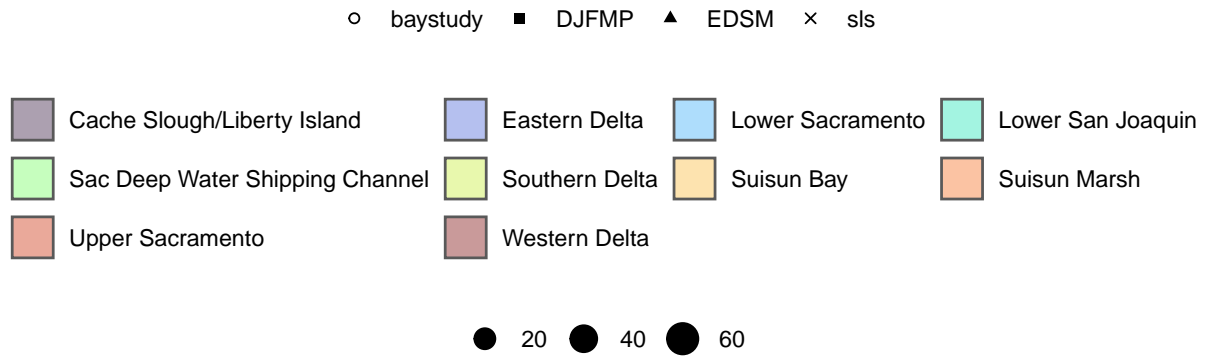 baystudy DJFMP EDSM sls
Cache Slough/Liberty Island Eastern Delta Lower Sacramento Lower San Joaquin
Sac Deep Water Shipping Channel Southern Delta Suisun Bay Suisun Marsh
Upper Sacramento Western Delta
20 40 60